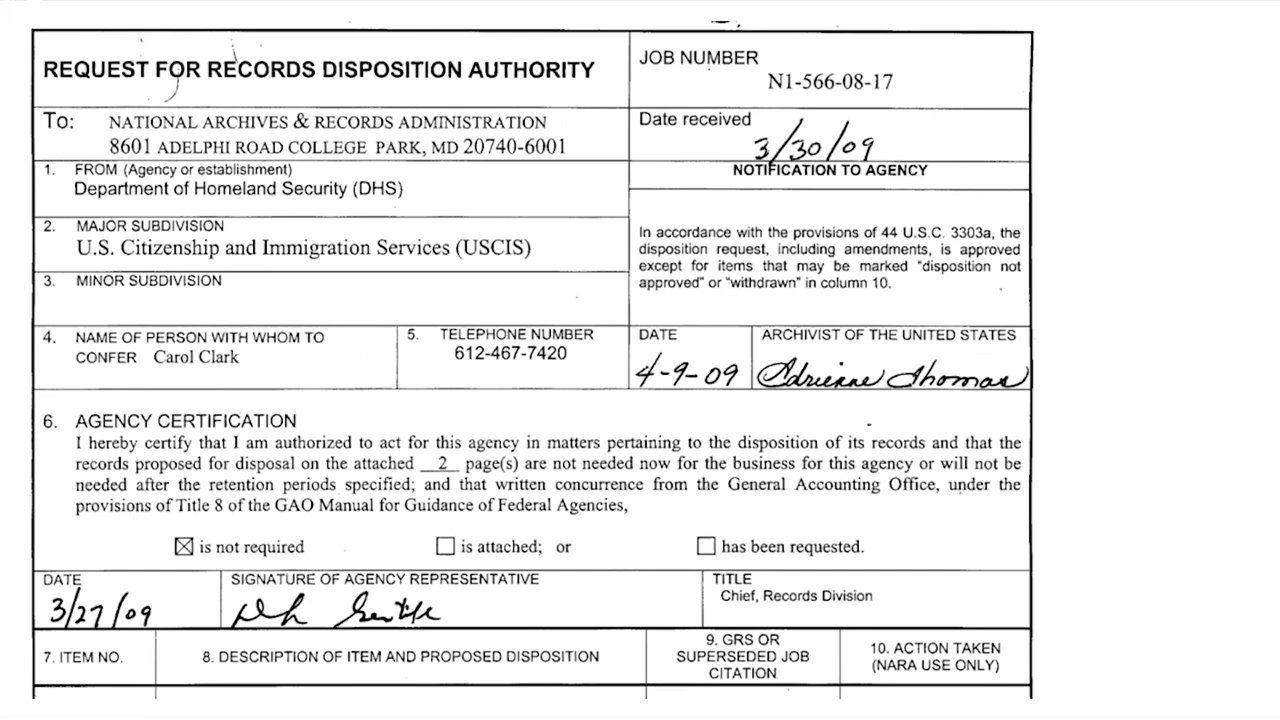 REQUEST FOR RECORDS DISPOSITION AUTHORITY
JOB NUMBER
N1-566-08-17
To: NATIONAL ARCHIVES & RECORDS ADMINISTRATION
8601 ADELPHI ROAD COLLEGE PARK, MD 20740-6001
Date received
3/30/09
1. FROM (Agency or establishment)
Department of Homeland Security (DHS)
NOTIFICATION TO AGENCY
2. MAJOR SUBDIVISION
U.S. Citizenship and Immigration Services (USCIS)
3. MINOR SUBDIVISION
In accordance with the provisions of 44 U.S.C. 3303a, the
disposition request, including amendments, is approved
except for items that may be marked "disposition not
approved" or "withdrawn" in column 10.
4. NAME OF PERSON WITH WHOM TO
CONFER Carol Clark
5. TELEPHONE NUMBER
612-467-7420
DATE
4-9-09
ARCHIVIST OF THE UNITED STATES
Adrienne Thomas
6. AGENCY CERTIFICATION
I hereby certify that I am authorized to act for this agency in matters pertaining to the disposition of its records and that the
records proposed for disposal on the attached 2 page(s) are not needed now for the business for this agency or will not be
needed after the retention periods specified; and that written concurrence from the General Accounting Office, under the
provisions of Title 8 of the GAO Manual for Guidance of Federal Agencies,
☒ is not required ☐ is attached; or ☐ has been requested.
DATE
3/27/09
SIGNATURE OF AGENCY REPRESENTATIVE
TITLE
Chief, Records Division
7. ITEM NO.
8. DESCRIPTION OF ITEM AND PROPOSED DISPOSITION
9. GRS OR
SUPERSEDED JOB
CITATION
10. ACTION TAKEN
(NARA USE ONLY)